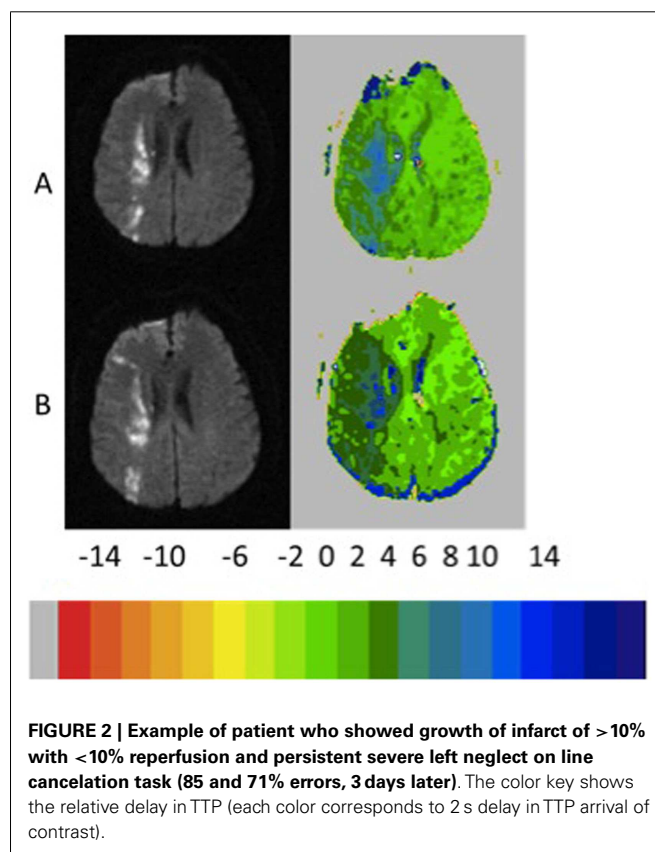 A
B
-14 -10 -6 -2 0 2 4 6 8 10 14
FIGURE 2 | Example of patient who showed growth of infarct of >10%
with <10% reperfusion and persistent severe left neglect on line
cancelation task (85 and 71% errors, 3 days later). The color key shows
the relative delay in TTP (each color corresponds to 2 s delay in TTP arrival of
contrast).